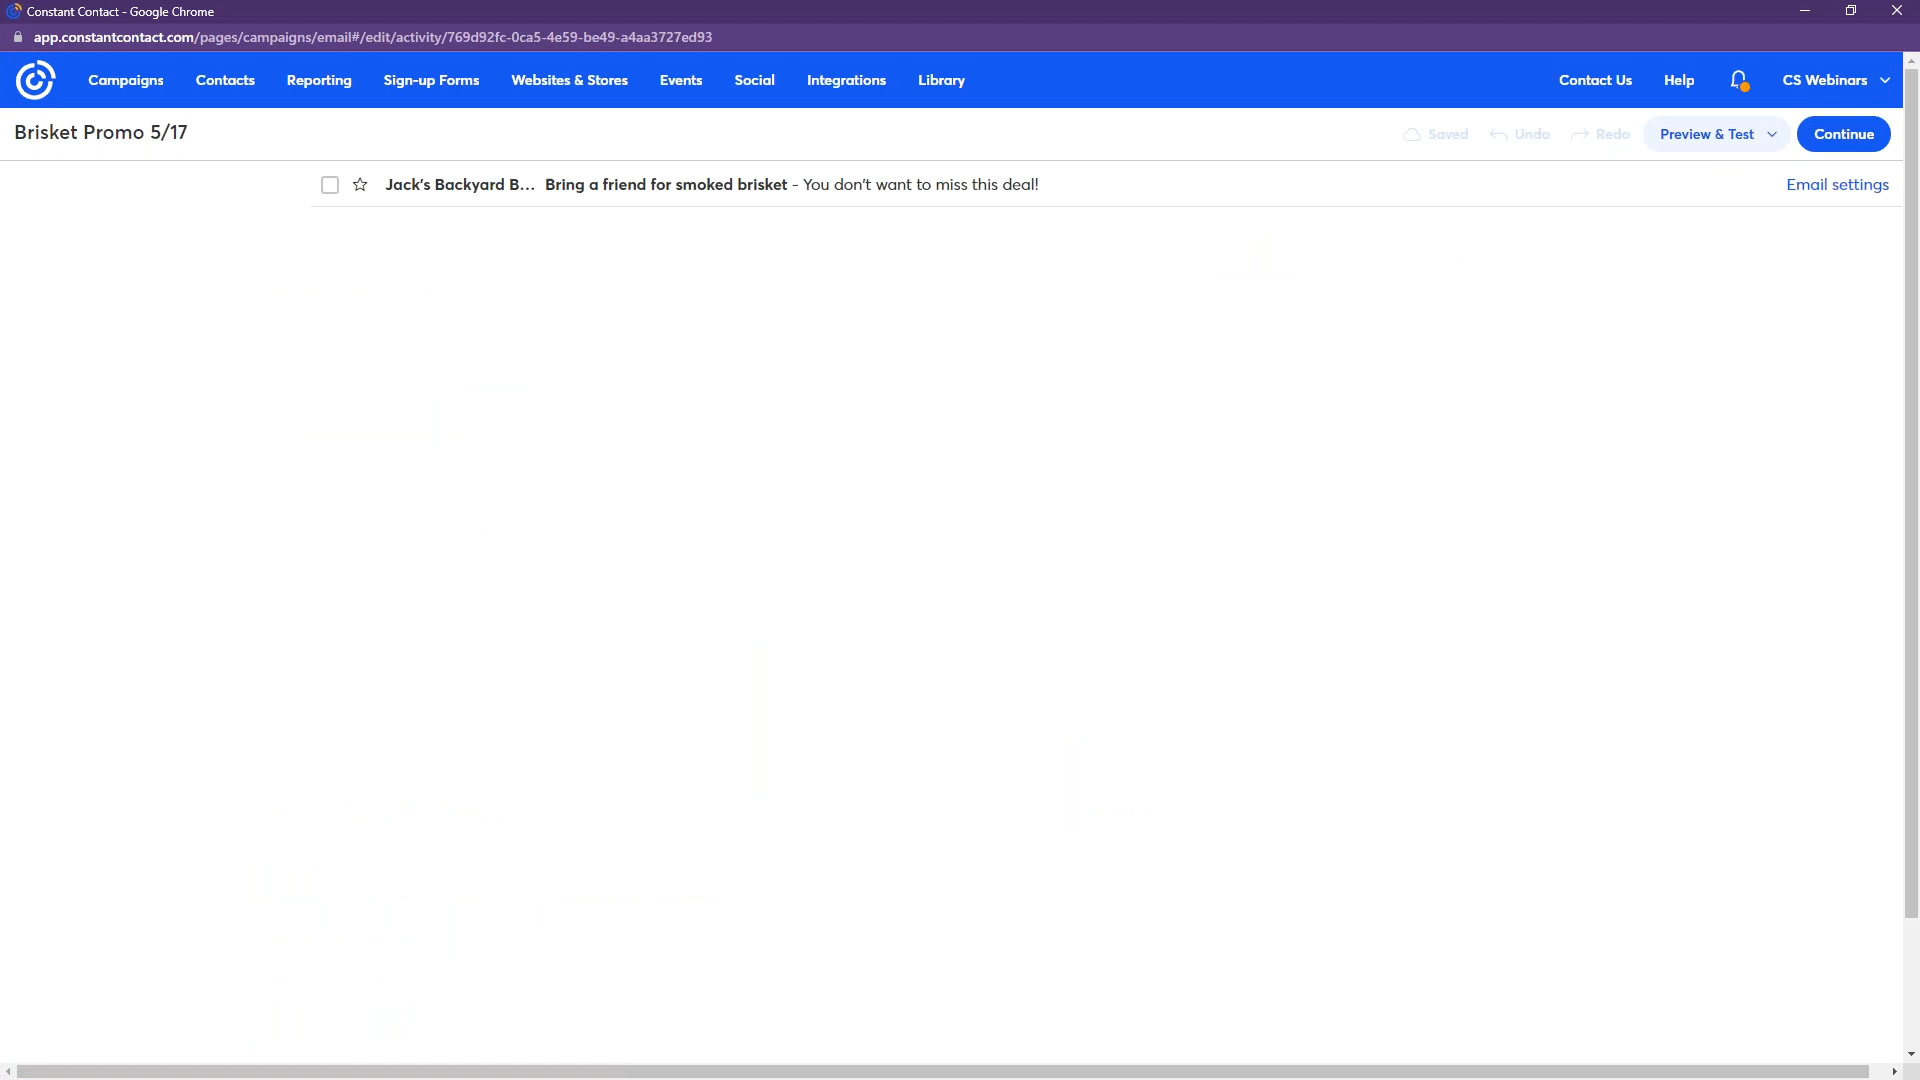 Constant Contact - Google Chrome
app.constantcontact.com/pages/campaigns/email#/edit/activity/769d92fc-0ca5-4e59-be49-a4aa3727ed93
Campaigns Contacts Reporting Sign-up Forms Websites & Stores Events Social Integrations Library Contact Us Help CS Webinars
Brisket Promo 5/17 Saved Undo Redo Preview & Test Continue
Jack's Backyard B... Bring a friend for smoked brisket - You don't want to miss this deal! Email settings